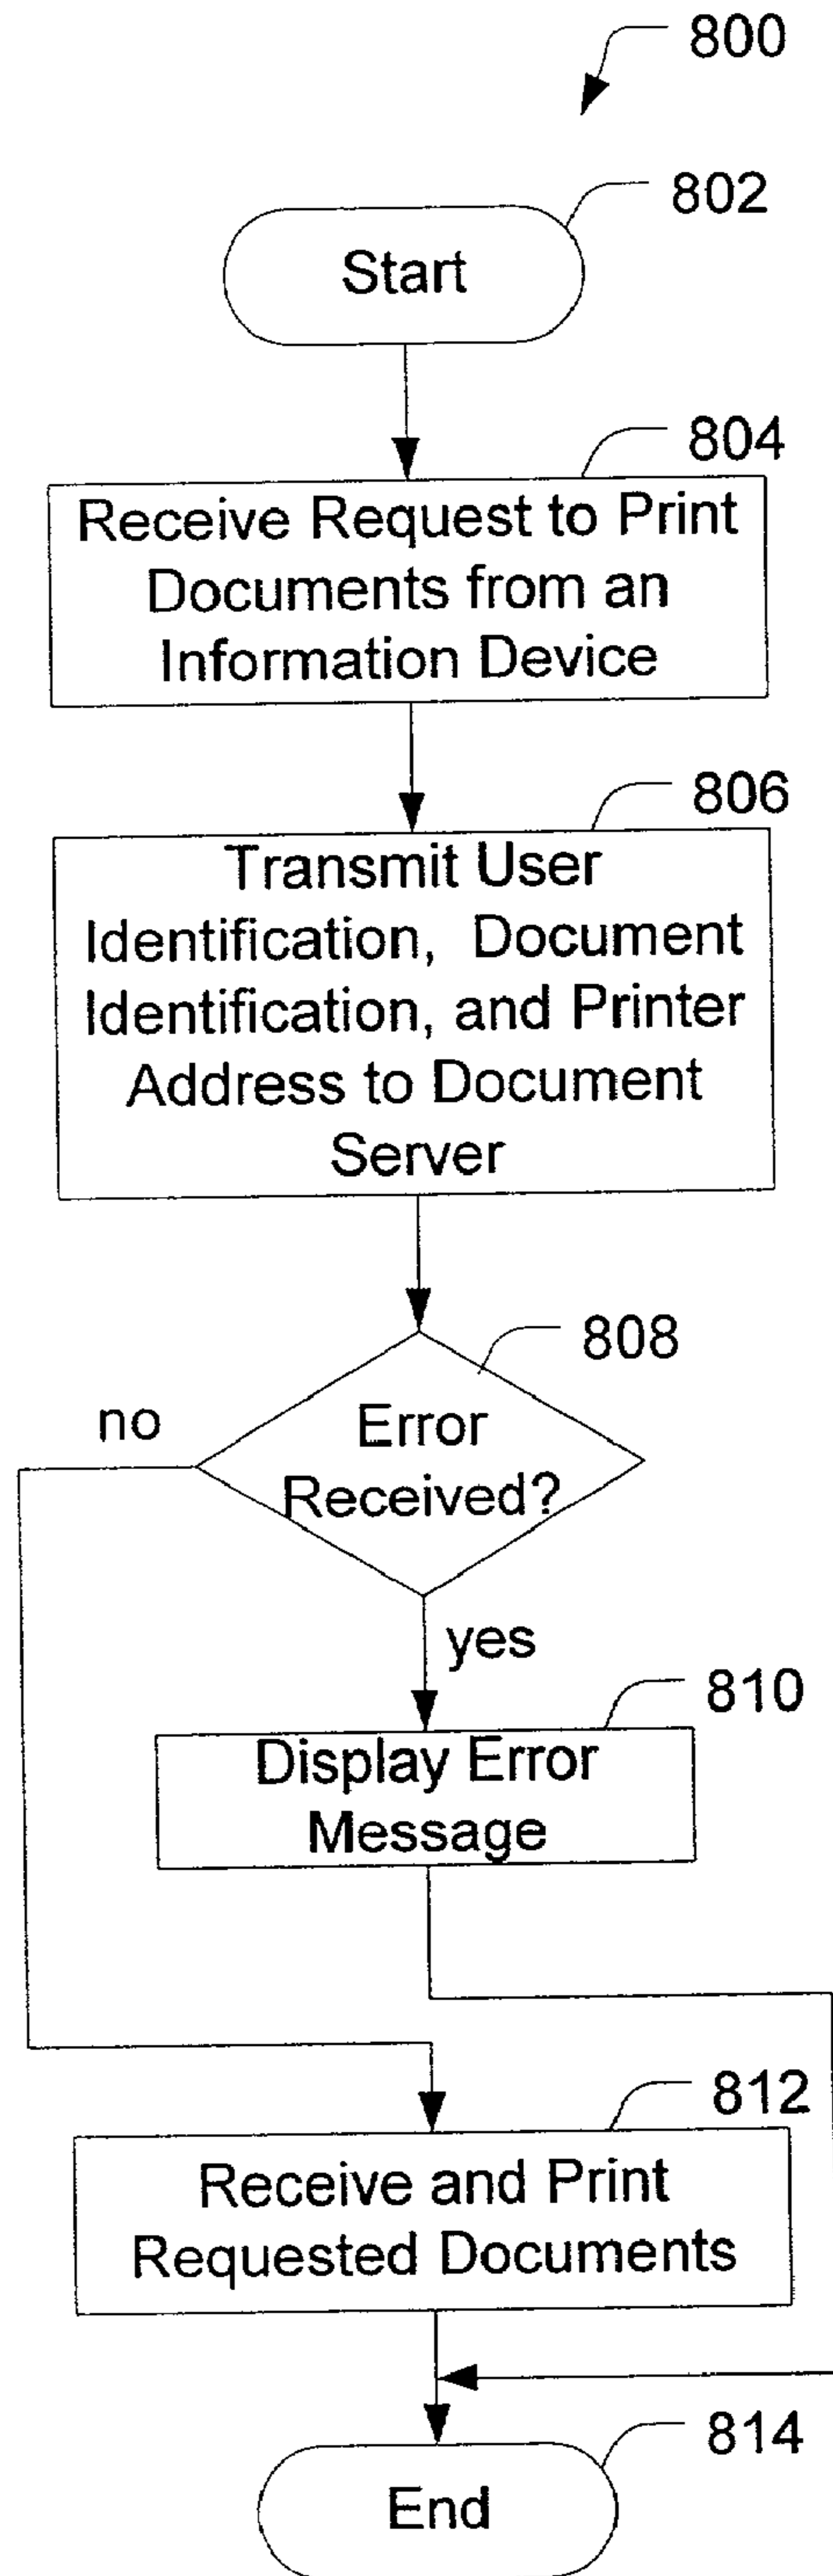 800
802
Start
804
Receive Request to Print
Documents from an
Information Device
806
Transmit User
Identification, Document
Identification, and Printer
Address to Document
Server
808
no
Error
Received?
yes
810
Display Error
Message
812
Receive and Print
Requested Documents
814
End